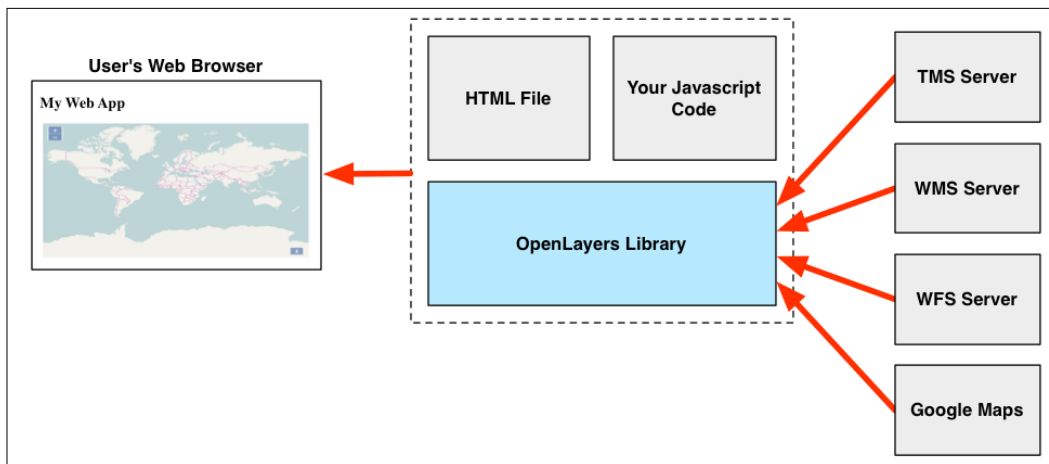 User's Web Browser
My Web App
HTML File
Your Javascript
Code
OpenLayers Library
TMS Server
WMS Server
WFS Server
Google Maps